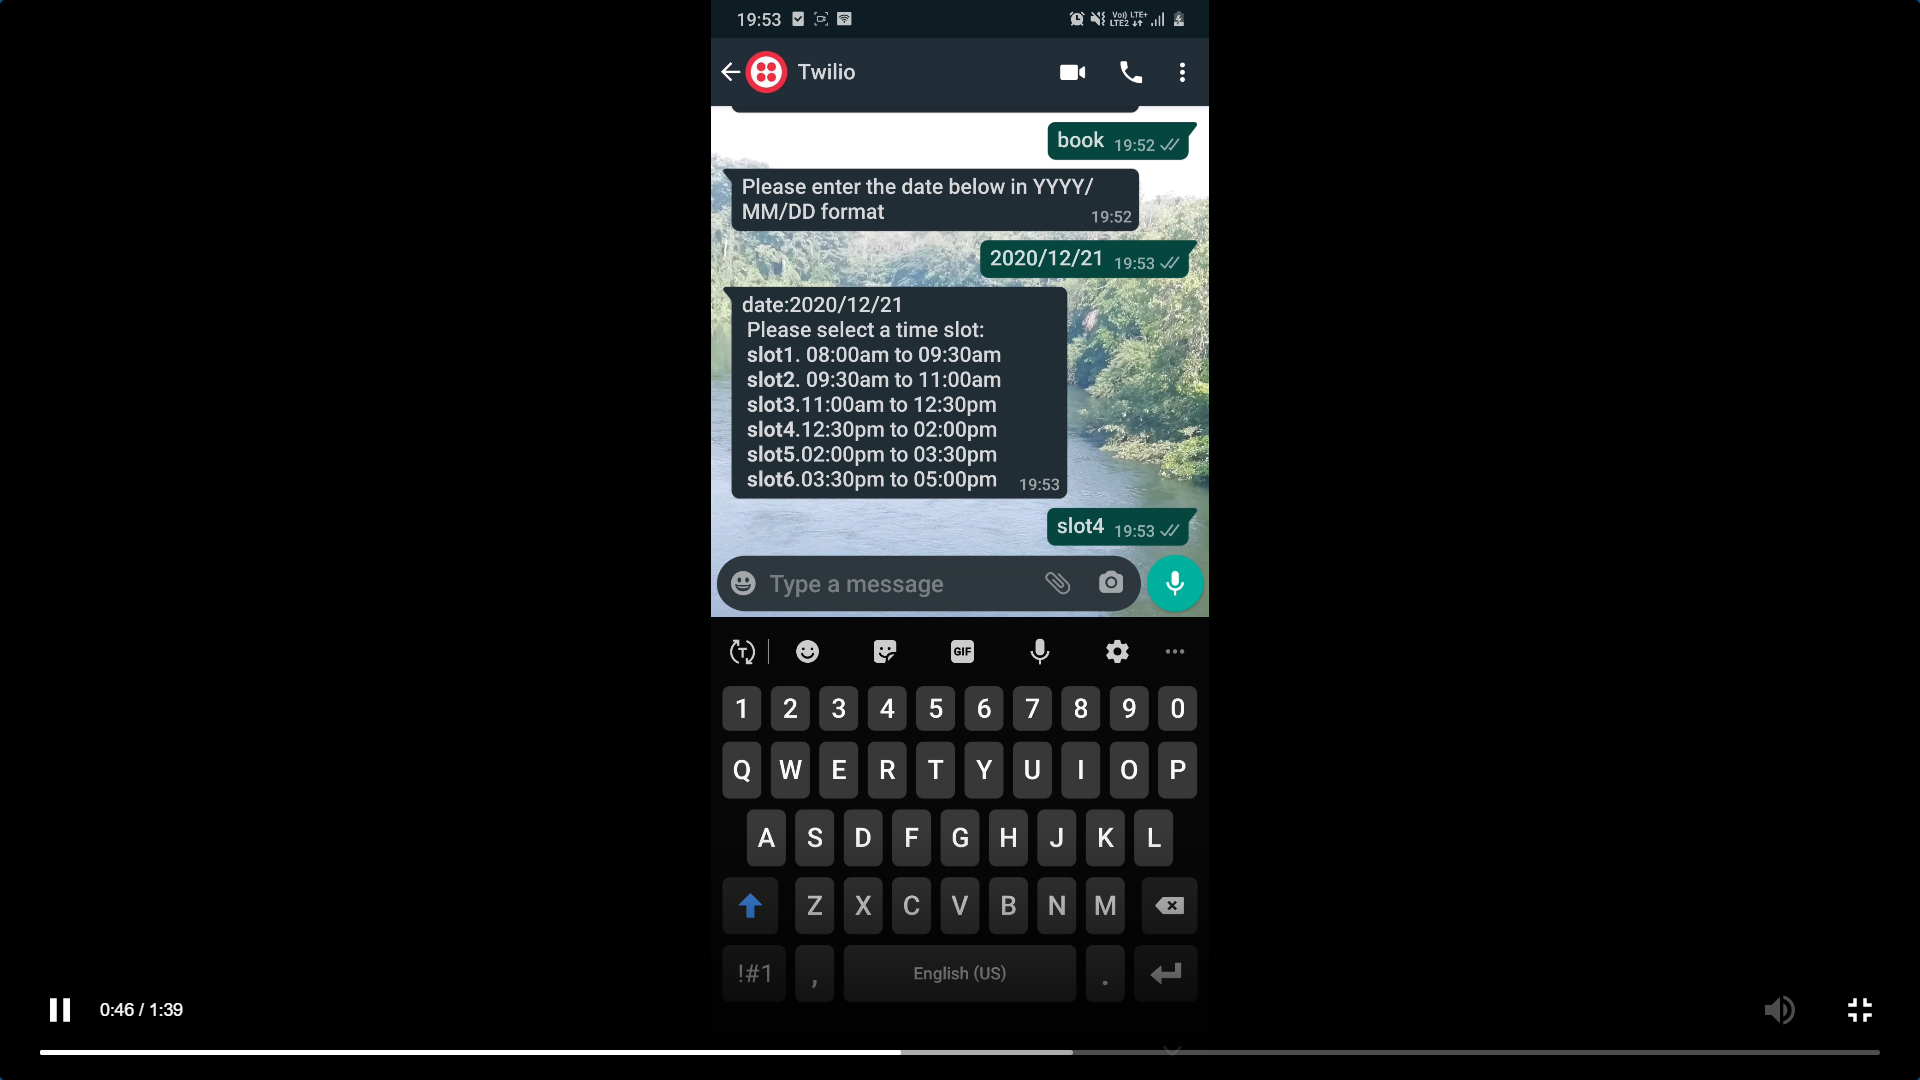 19:53
Vo)) LTE+
LTE2
Twilio
book 19:52
Please enter the date below in YYYY/
MM/DD format 19:52
2020/12/21 19:53
date:2020/12/21
Please select a time slot:
slot1. 08:00am to 09:30am
slot2. 09:30am to 11:00am
slot3.11:00am to 12:30pm
slot4.12:30pm to 02:00pm
slot5.02:00pm to 03:30pm
slot6.03:30pm to 05:00pm 19:53
slot4 19:53
Type a message
T GIF
1 2 3 4 5 6 7 8 9 0
Q W E R T Y U I O P
A S D F G H J K L
Z X C V B N M
!#1 , English (US) .
0:46 / 1:39